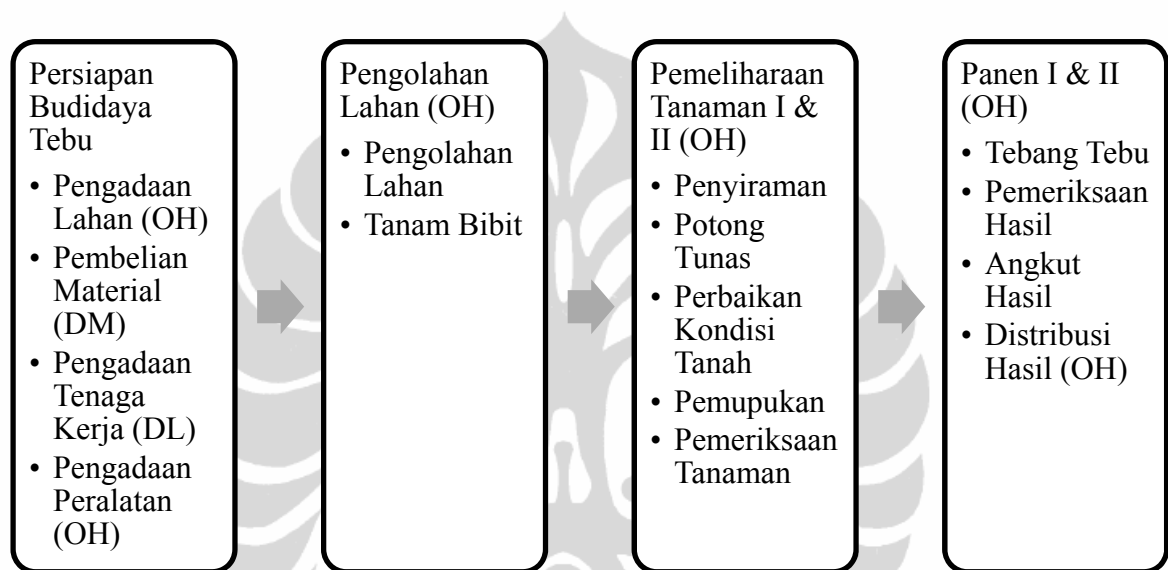 Persiapan
Budidaya
Tebu
• Pengadaan
Lahan (OH)
• Pembelian
Material
(DM)
• Pengadaan
Tenaga
Kerja (DL)
• Pengadaan
Peralatan
(OH)
Pengolahan
Lahan (OH)
• Pengolahan
Lahan
• Tanam Bibit
Pemeliharaan
Tanaman I &
II (OH)
• Penyiraman
• Potong
Tunas
• Perbaikan
Kondisi
Tanah
• Pemupukan
• Pemeriksaan
Tanaman
Panen I & II
(OH)
• Tebang Tebu
• Pemeriksaan
Hasil
• Angkut
Hasil
• Distribusi
Hasil (OH)